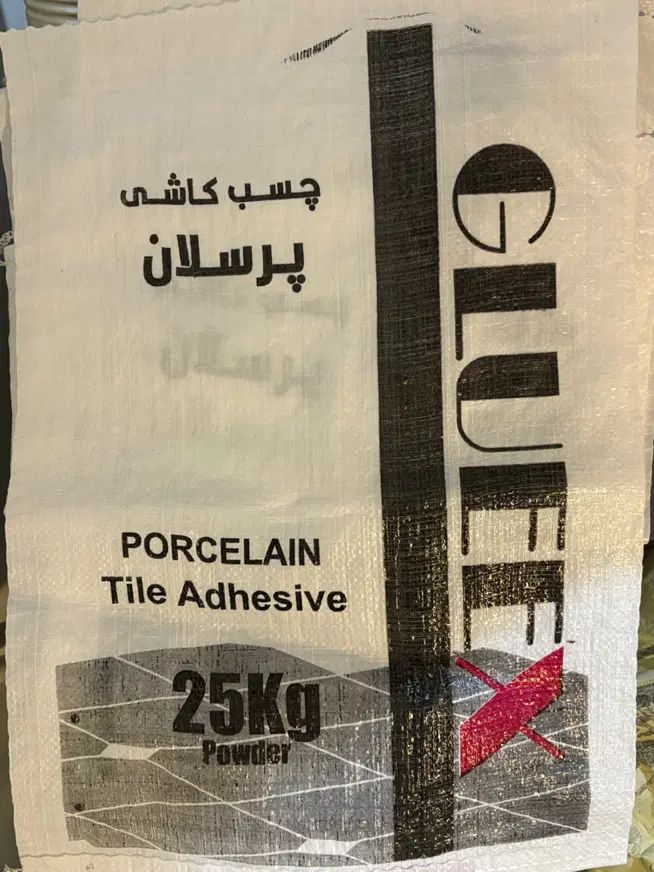 چسب کاشی
پرسلان
GLUEEX
PORCELAIN
Tile Adhesive
25Kg
Powder